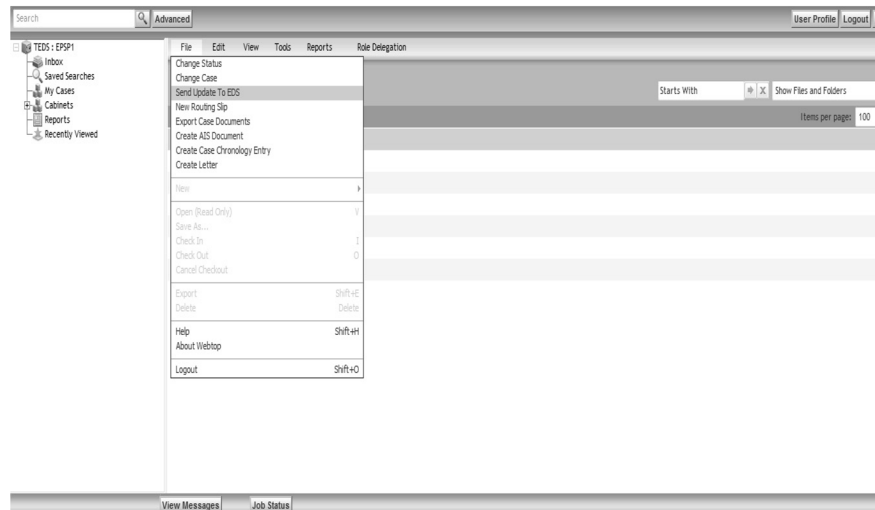 Search Advanced User Profile Logout
TEDS : EPSP1
Inbox
Saved Searches
My Cases
Cabinets
Reports
Recently Viewed
File Edit View Tools Reports Role Delegation
Change Status
Change Case
Send Update To EDS
New Routing Slip
Export Case Documents
Create AIS Document
Create Case Chronology Entry
Create Letter
New
Open (Read Only) V
Save As...
Check In I
Check Out O
Cancel Checkout
Export Shift+E
Delete Delete
Help Shift+H
About Webtop
Logout Shift+O
Starts With X Show Files and Folders
Items per page: 100
View Messages Job Status